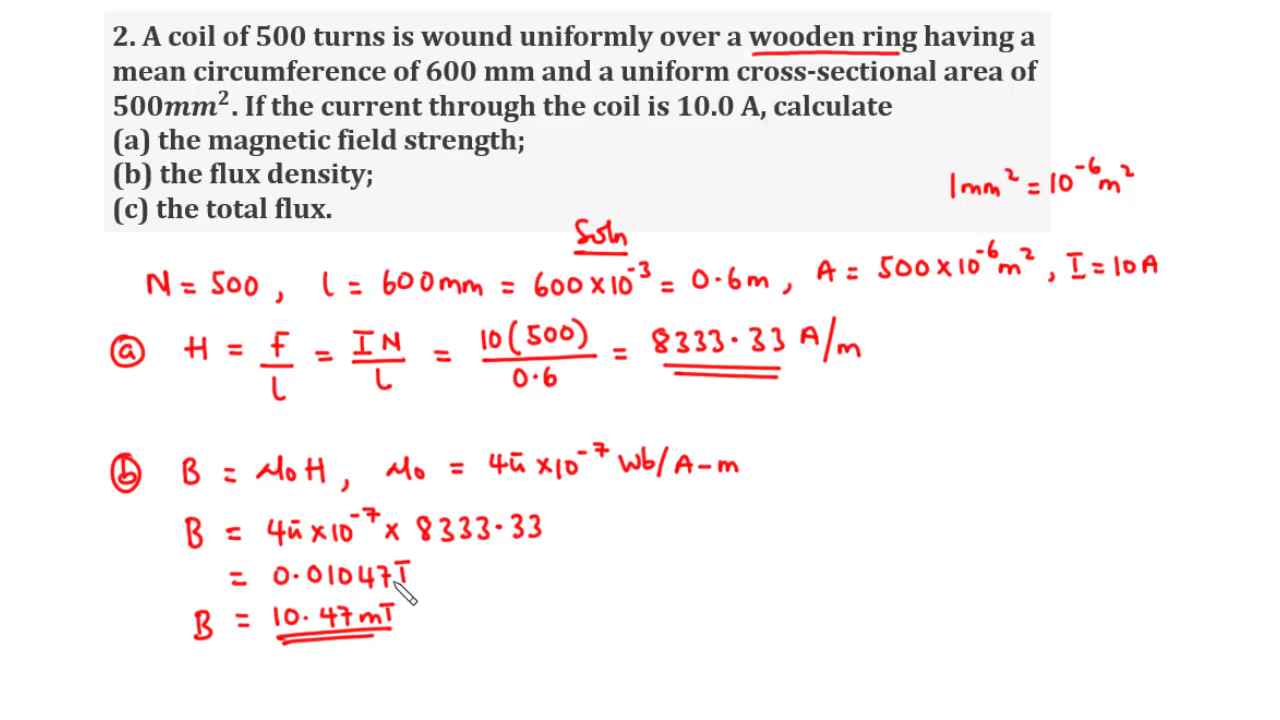 2. A coil of 500 turns is wound uniformly over a wooden ring having a
mean circumference of 600 mm and a uniform cross-sectional area of
500mm². If the current through the coil is 10.0 A, calculate
(a) the magnetic field strength;
(b) the flux density;
(c) the total flux.
1mm² = 10⁻⁶m²
Soln
N = 500 , l = 600mm = 600×10⁻³ = 0.6m , A = 500×10⁻⁶m² , I = 10A
(a) H = F/l = IN/l = 10(500)/0.6 = 8333.33 A/m
(b) B = μ₀H , μ₀ = 4π×10⁻⁷ Wb/A-m
B = 4π×10⁻⁷ × 8333.33
= 0.01047T
B = 10.47mT